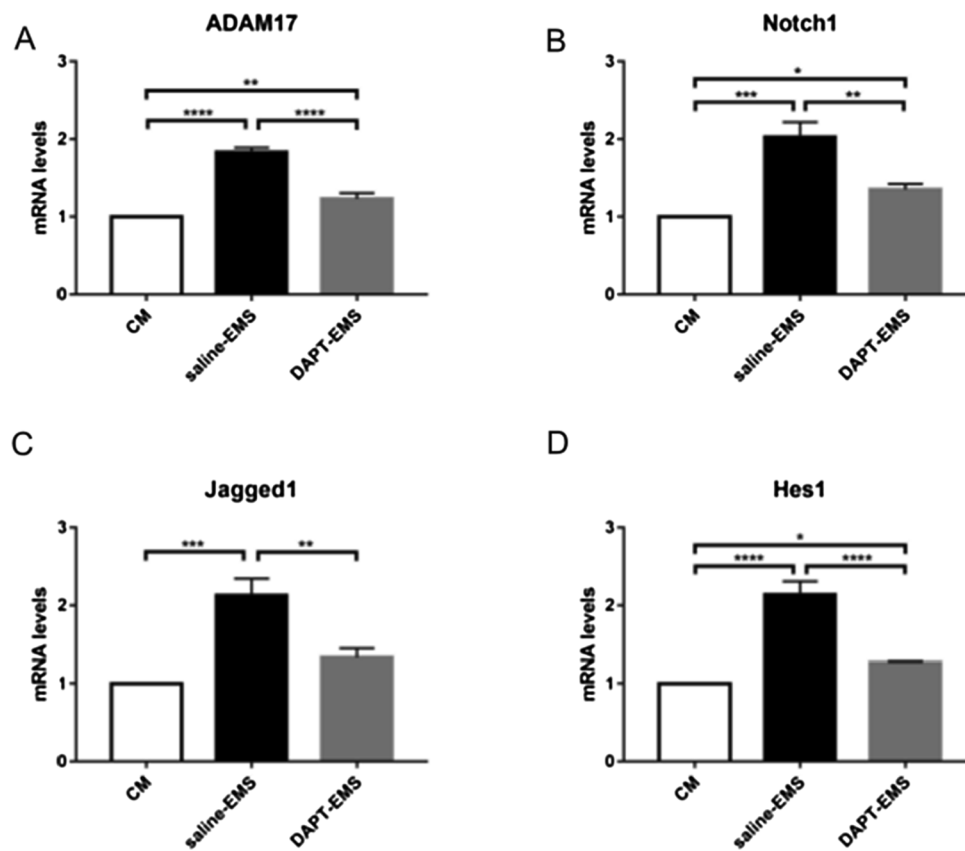 A
ADAM17
mRNA levels
3
2
1
0
**
****
****
CM
saline-EMS
DAPT-EMS
B
Notch1
mRNA levels
3
2
1
0
*
***
**
CM
saline-EMS
DAPT-EMS
C
Jagged1
mRNA levels
3
2
1
0
***
**
CM
saline-EMS
DAPT-EMS
D
Hes1
mRNA levels
3
2
1
0
*
****
****
CM
saline-EMS
DAPT-EMS